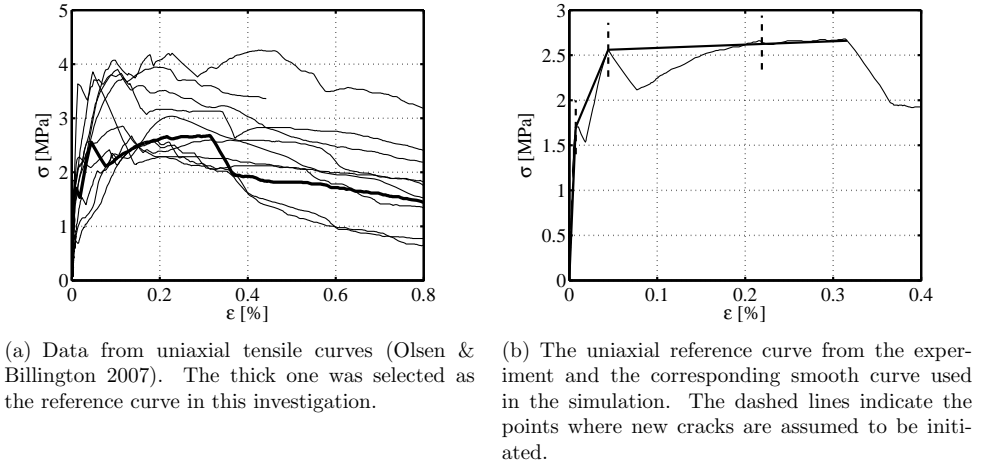 5
4
3
2
1
0
σ [MPa]
0
0.2
0.4
0.6
0.8
ε [%]
3
2.5
2
1.5
1
0.5
0
σ [MPa]
0
0.1
0.2
0.3
0.4
ε [%]
(a) Data from uniaxial tensile curves (Olsen &
Billington 2007). The thick one was selected as
the reference curve in this investigation.
(b) The uniaxial reference curve from the exper-
iment and the corresponding smooth curve used
in the simulation. The dashed lines indicate the
points where new cracks are assumed to be initi-
ated.